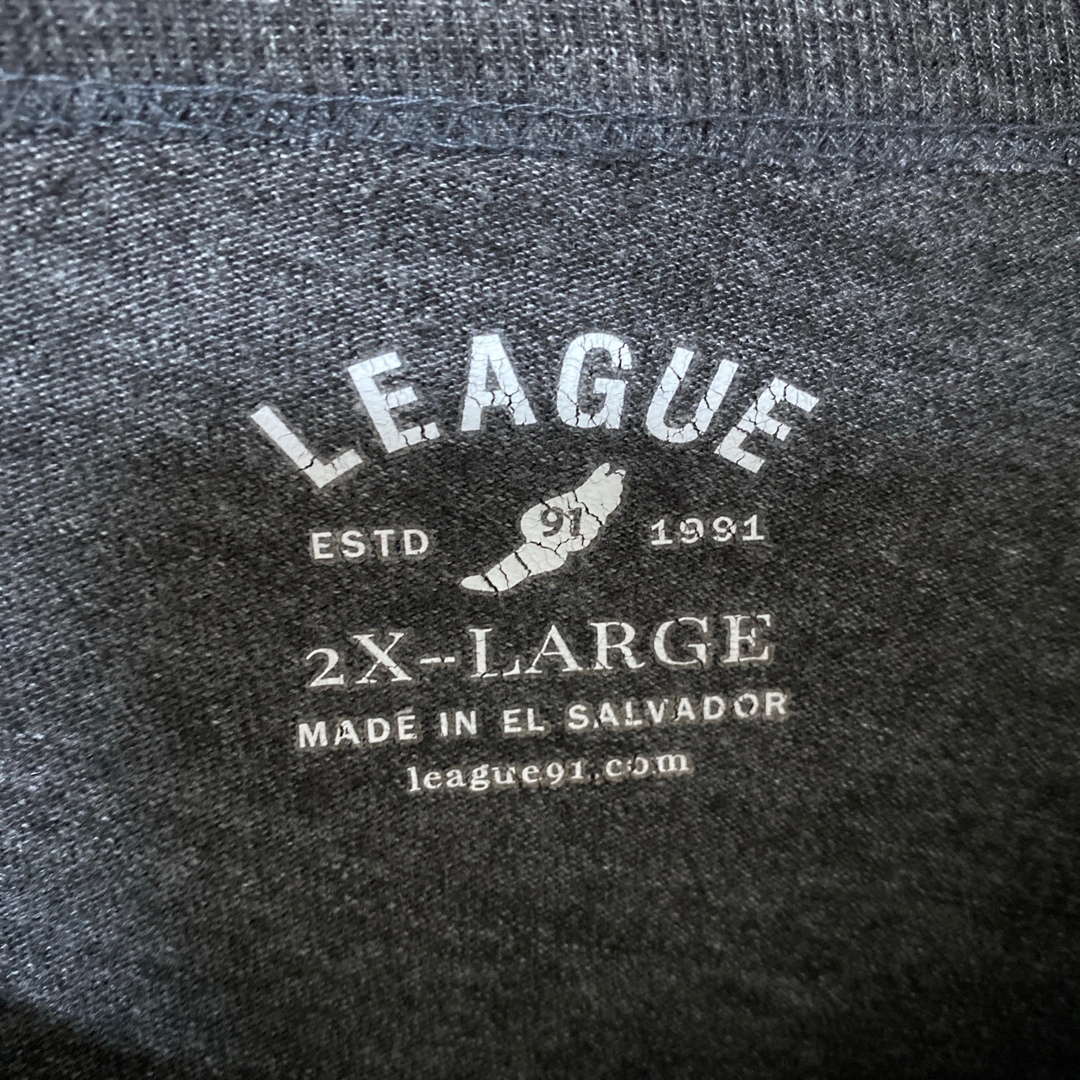 LEAGUE
ESTD 91 1991
2X-LARGE
MADE IN EL SALVADOR
league91.com